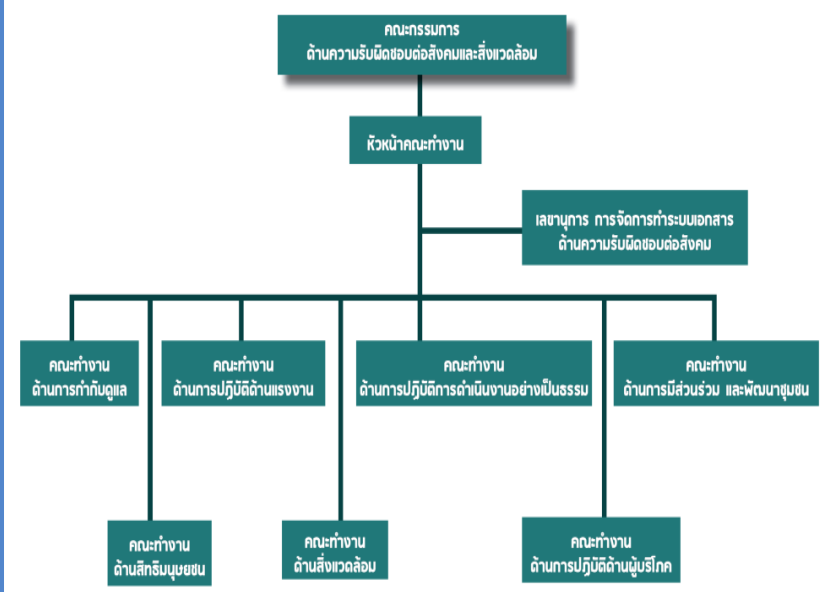 คณะกรรมการ
ด้านความรับผิดชอบต่อสังคมและสิ่งแวดล้อม
หัวหน้าคณะทำงาน
เลขานุการ การจัดการทำระบบเอกสาร
ด้านความรับผิดชอบต่อสังคม
คณะทำงาน
ด้านการกำกับดูแล
คณะทำงาน
ด้านการปฏิบัติด้านแรงงาน
คณะทำงาน
ด้านการปฏิบัติการดำเนินงานอย่างเป็นธรรม
คณะทำงาน
ด้านการมีส่วนร่วม และพัฒนาชุมชน
คณะทำงาน
ด้านสิทธิมนุษยชน
คณะทำงาน
ด้านสิ่งแวดล้อม
คณะทำงาน
ด้านการปฏิบัติด้านผู้บริโภค